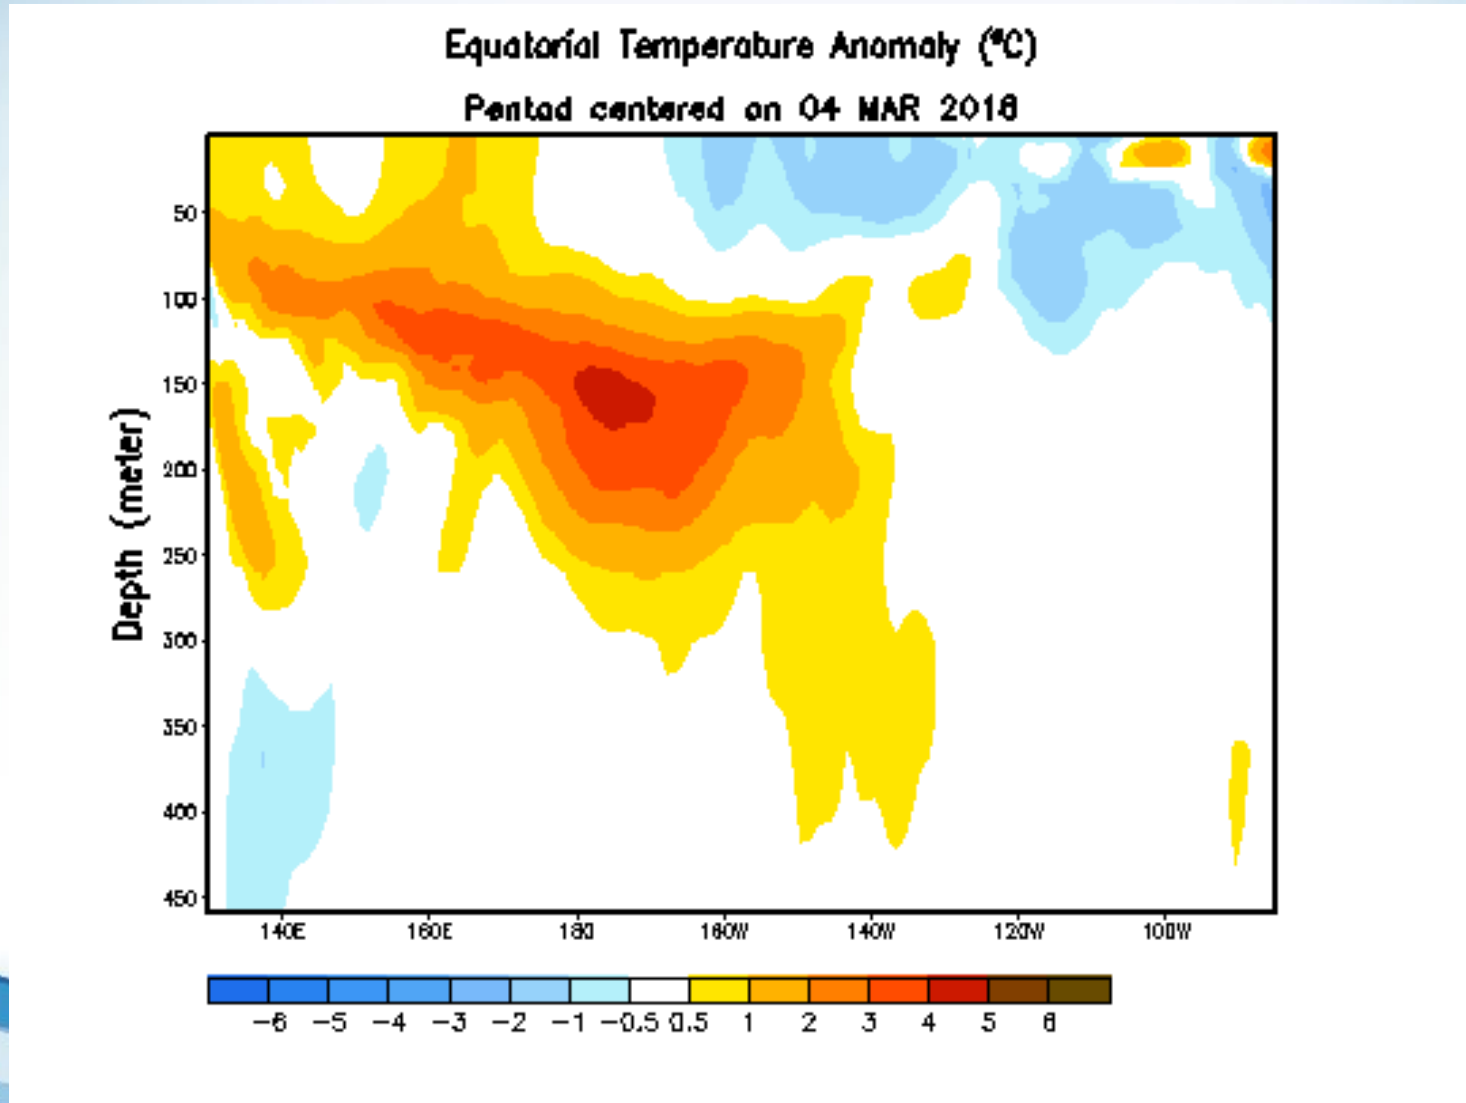 Equatorial Temperature Anomaly (°C)
Pentad centered on 04 MAR 2018
50
100
150
200
250
300
350
400
450
Depth (meter)
140E 160E 180 160W 140W 120W 100W
-6 -5 -4 -3 -2 -1 -0.5 0.5 1 2 3 4 5 6